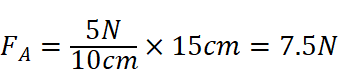 F_A = 5N/10cm × 15cm = 7.5N